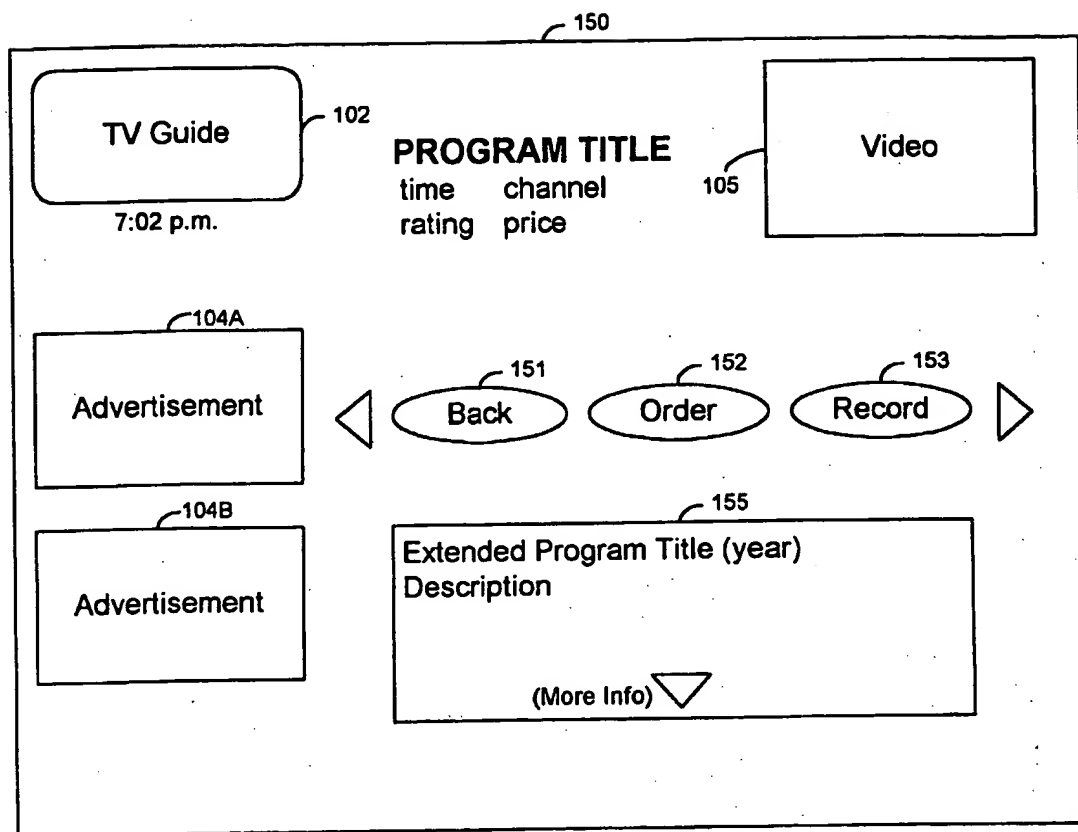 150
TV Guide
102
7:02 p.m.
PROGRAM TITLE
time channel
rating price
105
Video
104A
Advertisement
151
Back
152
Order
153
Record
104B
Advertisement
155
Extended Program Title (year)
Description
(More Info)